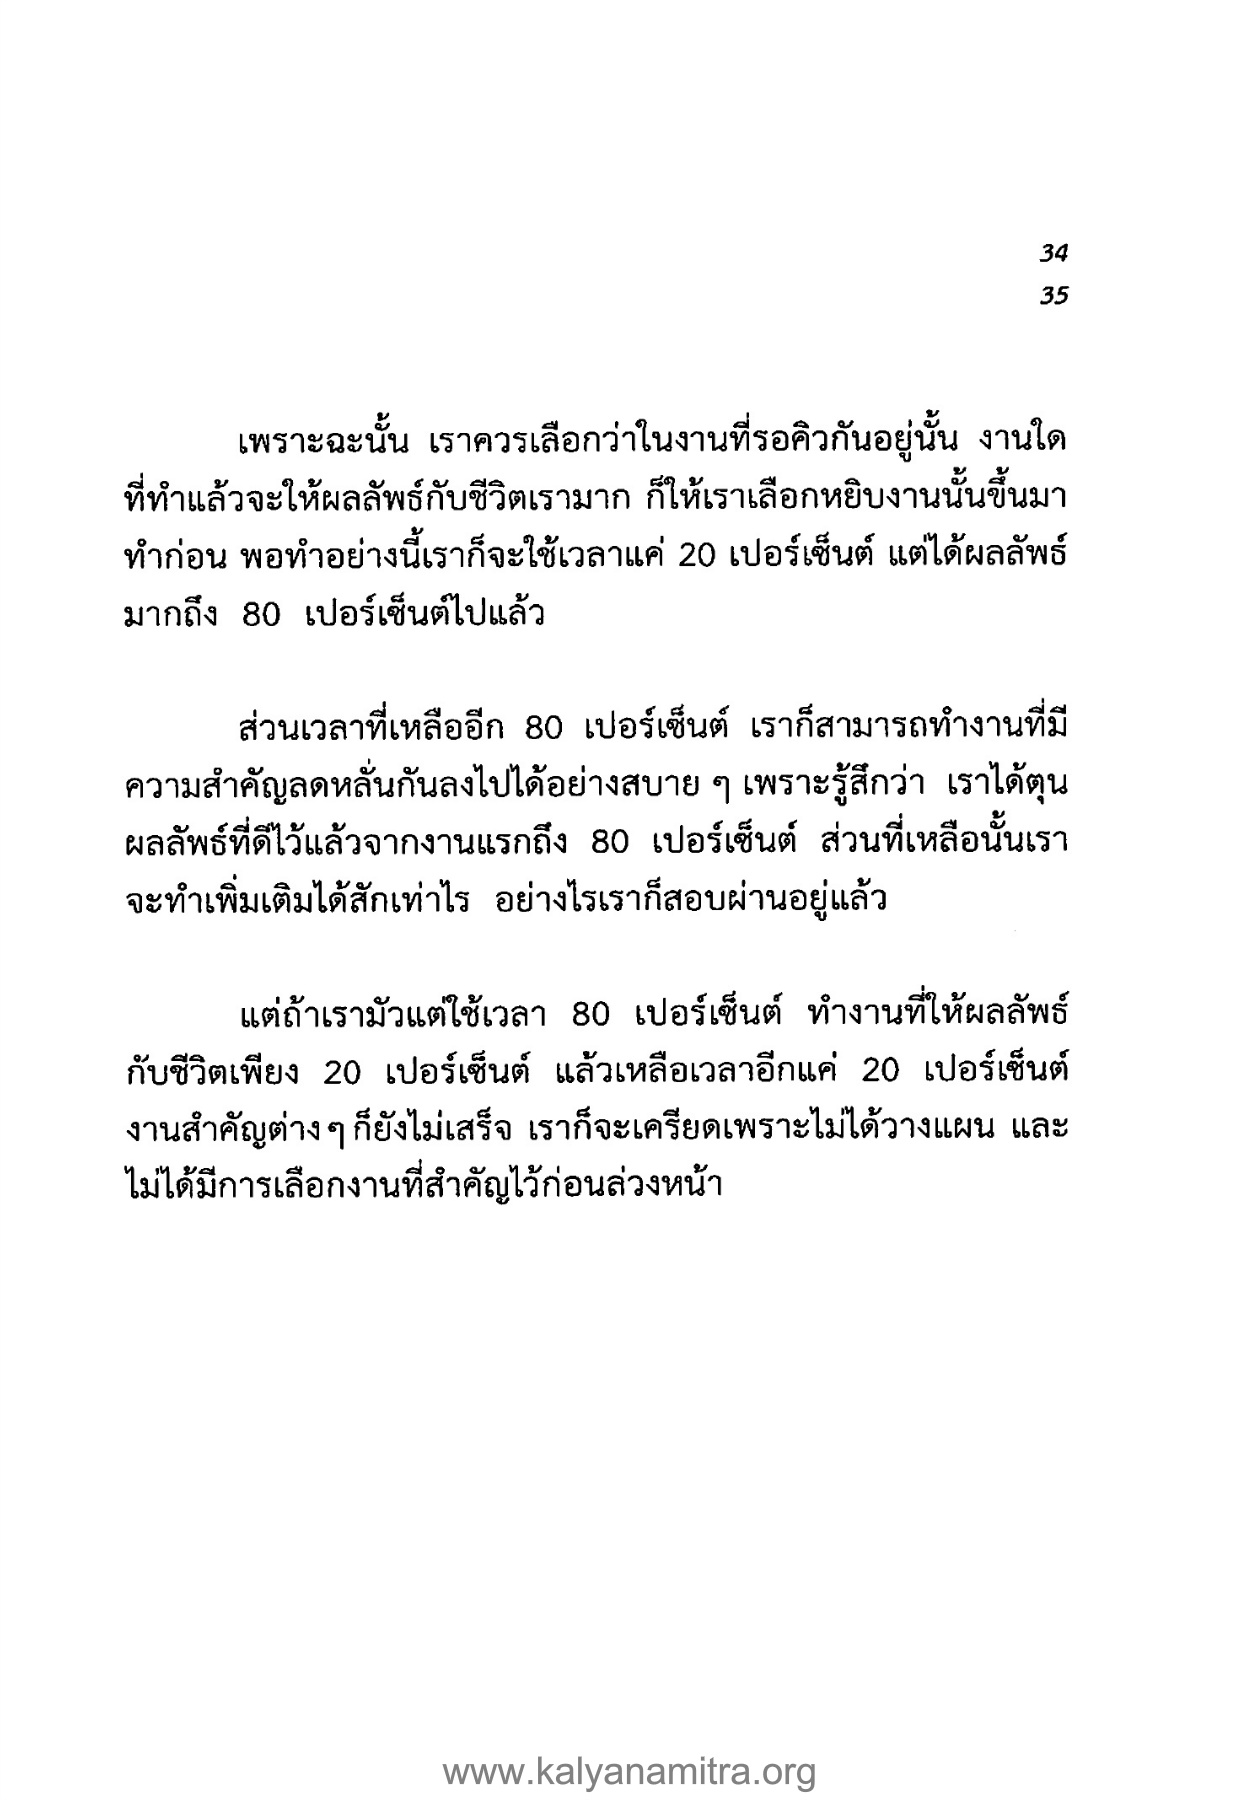 34
35
เพราะฉะนั้น เราควรเลือกว่าในงานที่รอคิวกันอยู่นั้น งานใด
ที่ทำแล้วจะให้ผลลัพธ์กับชีวิตเรามาก ก็ให้เราเลือกหยิบงานนั้นขึ้นมา
ทำก่อน พอทำอย่างนี้เราก็จะใช้เวลาแค่ 20 เปอร์เซ็นต์ แต่ได้ผลลัพธ์
มากถึง 80 เปอร์เซ็นต์ไปแล้ว
ส่วนเวลาที่เหลืออีก 80 เปอร์เซ็นต์ เราก็สามารถทำงานที่มี
ความสำคัญลดหลั่นกันลงไปได้อย่างสบาย ๆ เพราะรู้สึกว่า เราได้ตุน
ผลลัพธ์ที่ดีไว้แล้วจากงานแรกถึง 80 เปอร์เซ็นต์ ส่วนที่เหลือนั้นเรา
จะทำเพิ่มเติมได้สักเท่าไร อย่างไรเราก็สอบผ่านอยู่แล้ว
แต่ถ้าเรามัวแต่ใช้เวลา 80 เปอร์เซ็นต์ ทำงานที่ให้ผลลัพธ์
กับชีวิตเพียง 20 เปอร์เซ็นต์ แล้วเหลือเวลาอีกแค่ 20 เปอร์เซ็นต์
งานสำคัญต่าง ๆ ก็ยังไม่เสร็จ เราก็จะเครียดเพราะไม่ได้วางแผน และ
ไม่ได้มีการเลือกงานที่สำคัญไว้ก่อนล่วงหน้า
www.kalyanamitra.org